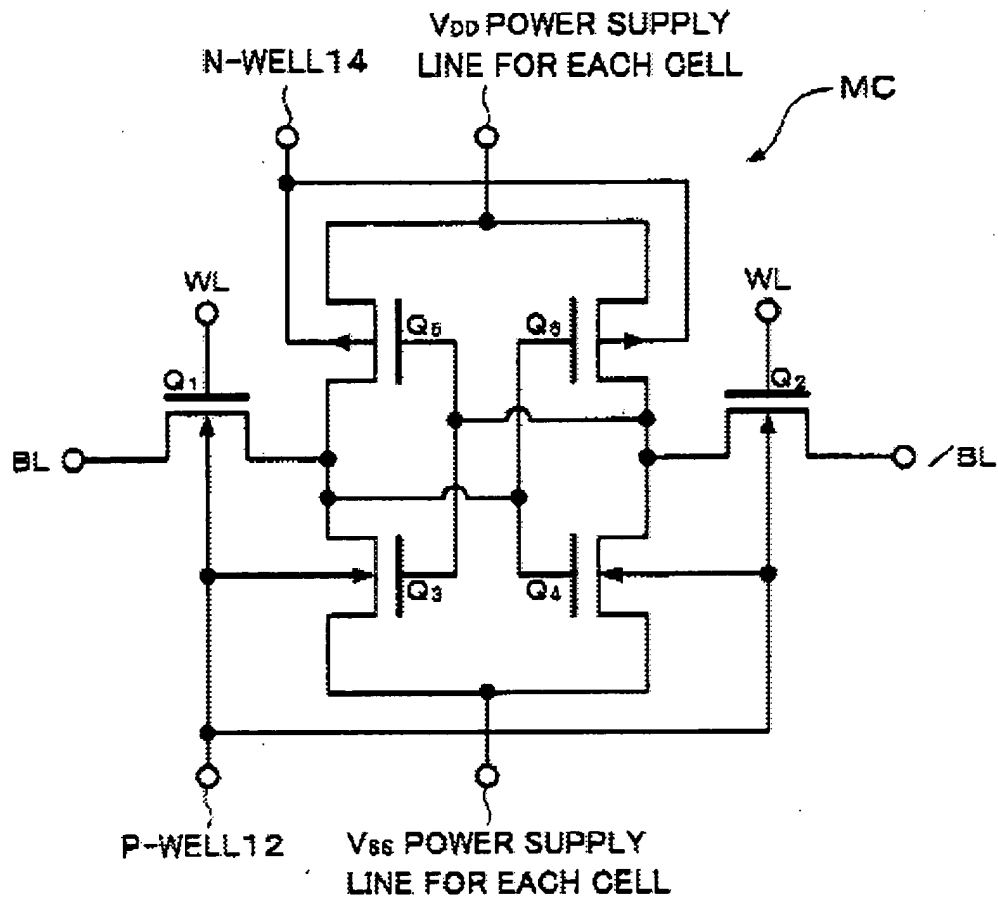 VDD POWER SUPPLY
LINE FOR EACH CELL
N-WELL14
MC
WL
WL
Q5
Q6
Q1
Q2
BL
/BL
Q3
Q4
P-WELL12
VSS POWER SUPPLY
LINE FOR EACH CELL